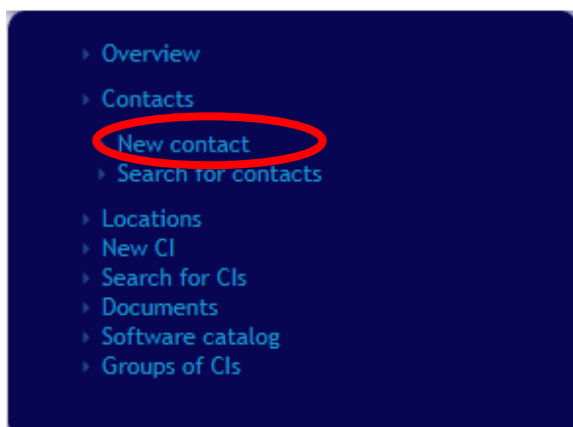 Overview
Contacts
New contact
Search for contacts
Locations
New CI
Search for CIs
Documents
Software catalog
Groups of CIs